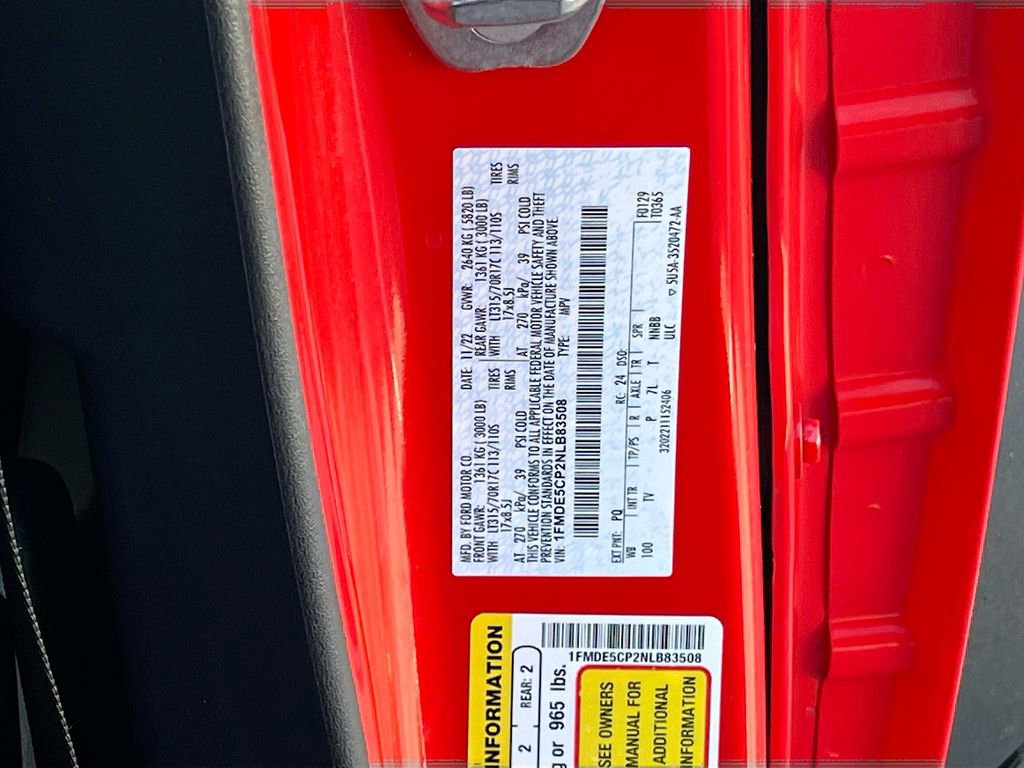 MFD. BY FORD MOTOR CO.
DATE: 11/22 GVWR: 2640 KG ( 5820 LB)
FRONT GAWR: 1361 KG (3000 LB) REAR GAWR: 1361 KG ( 3000 LB)
WITH LT315/70R17C 113/110S TIRES WITH LT315/70R17C 113/110S TIRES
17x8.5J RIMS 17x8.5J RIMS
AT 270 kPa/ 39 PSI COLD AT 270 kPa/ 39 PSI COLD
THIS VEHICLE CONFORMS TO ALL APPLICABLE FEDERAL MOTOR VEHICLE SAFETY AND THEFT
PREVENTION STANDARDS IN EFFECT ON THE DATE OF MANUFACTURE SHOWN ABOVE.
VIN: 1FMDE5CP2NLB83508 TYPE: MPV
EXT PNT: PQ RC: 24 DSO: F0129
WB INT TR TP/PS R AXLE TR SPR T0365
100 TV P 7L T NNBB
3202211152406 ULC
▽ 5U5A-3520472-AA
INFORMATION
2 REAR: 2
g or 965 lbs.
1FMDE5CP2NLB83508
SEE OWNERS
MANUAL FOR
ADDITIONAL
INFORMATION